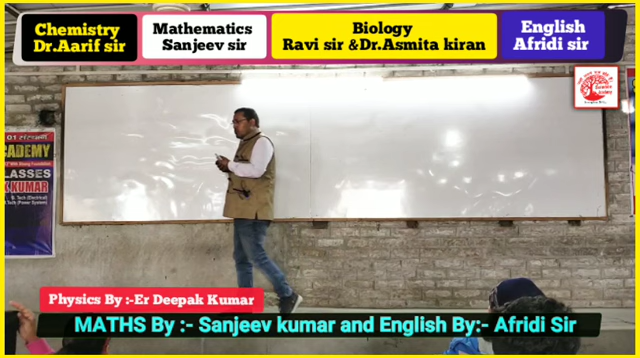 Chemistry
Dr.Aarif sir
Mathematics
Sanjeev sir
Biology
Ravi sir &Dr.Asmita kiran
English
Afridi sir
ACADEMY
CLASSES
K KUMAR
Physics By :-Er Deepak Kumar
MATHS By :- Sanjeev kumar and English By:- Afridi Sir